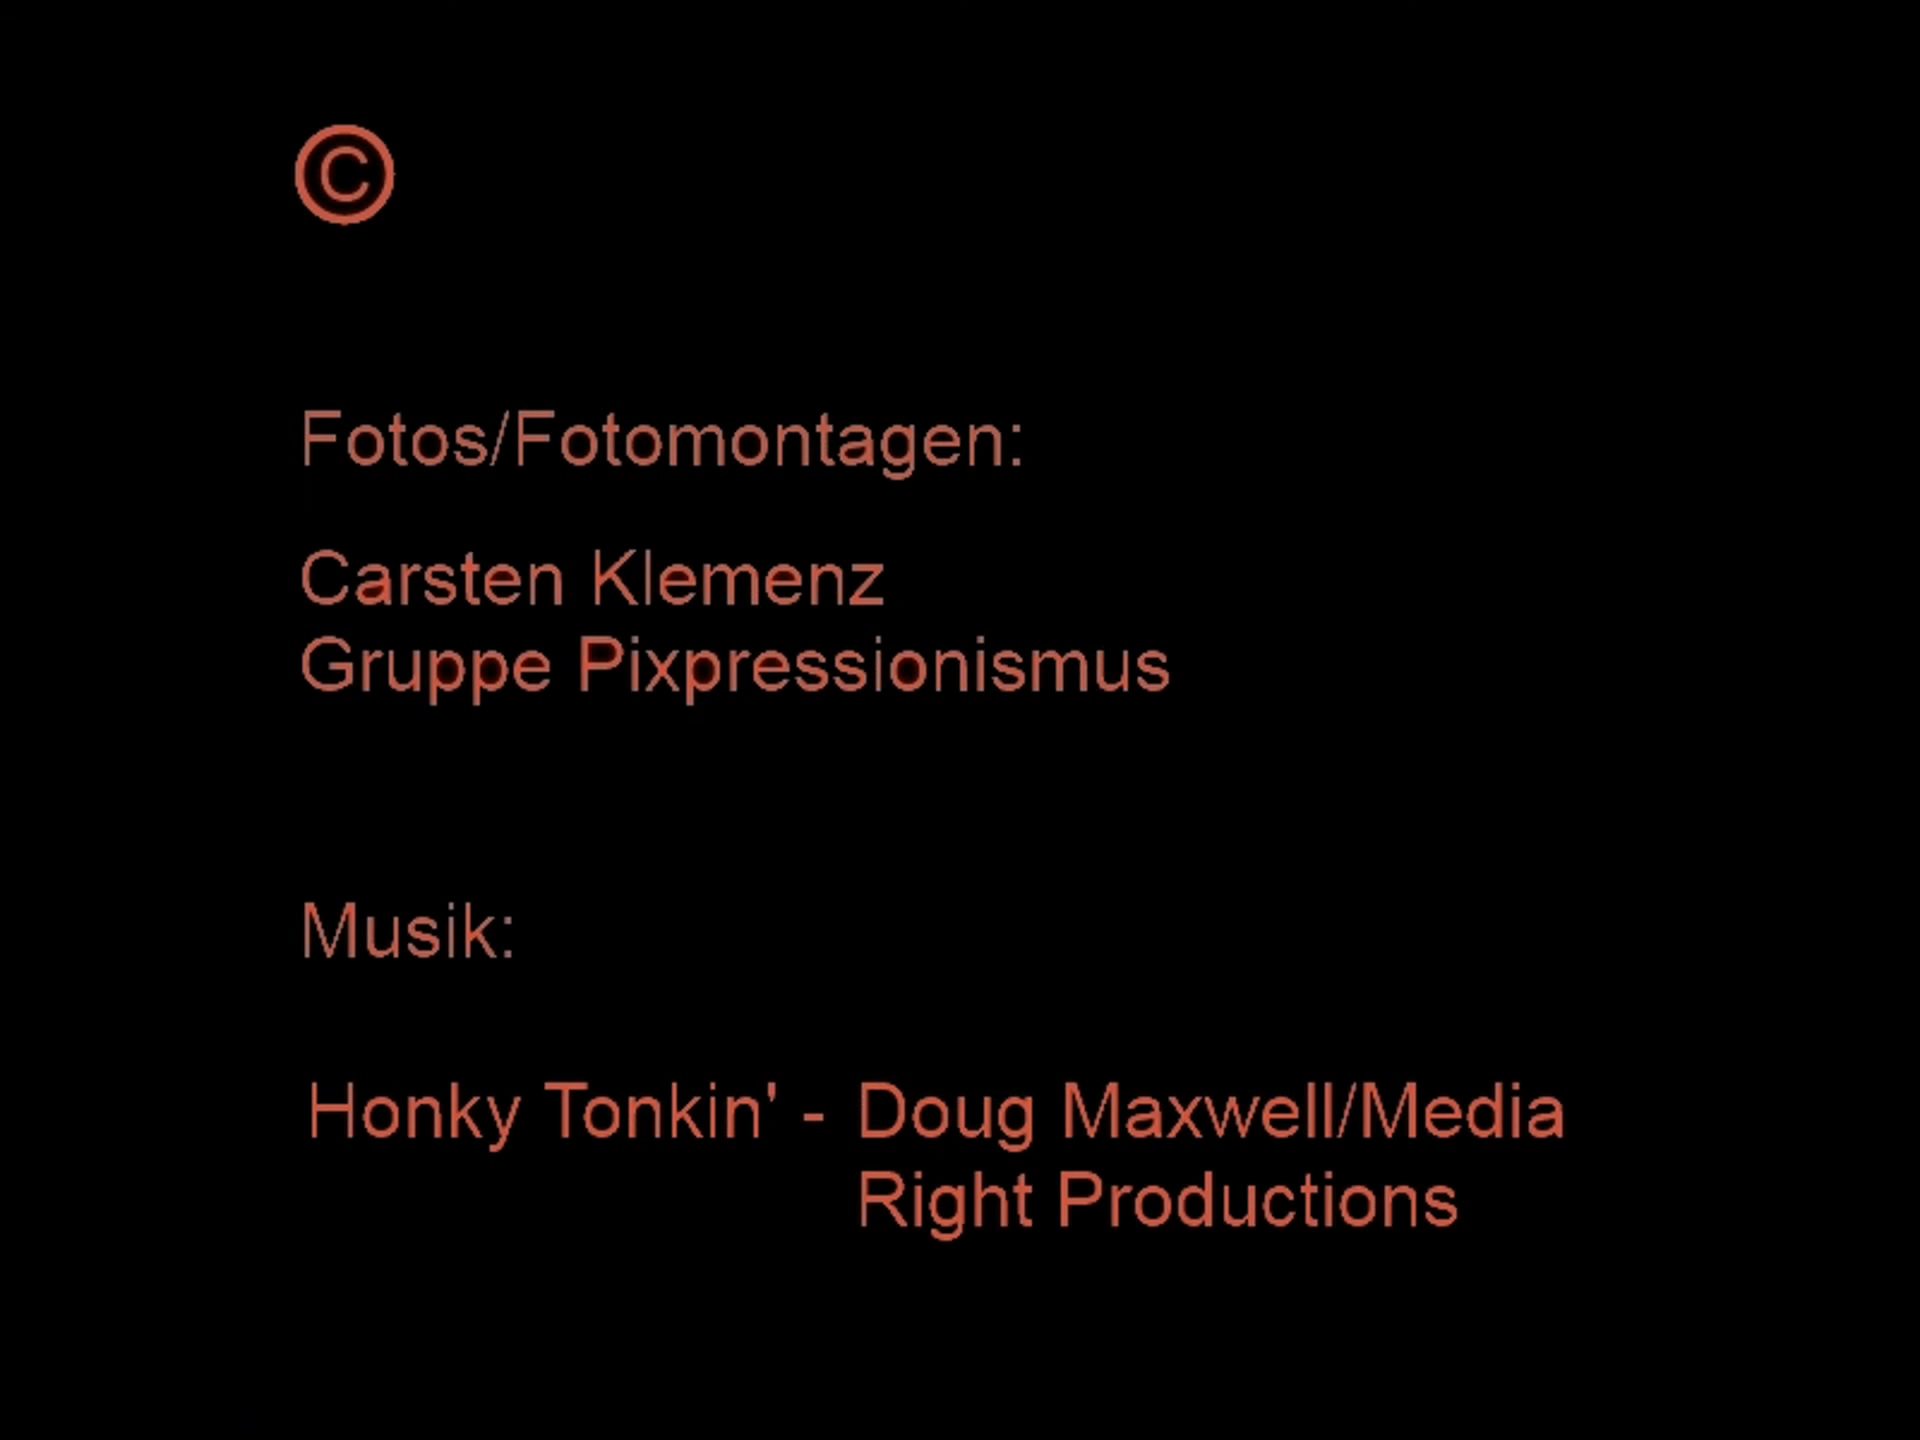 ©
Fotos/Fotomontagen:
Carsten Klemenz
Gruppe Pixpressionismus
Musik:
Honky Tonkin' - Doug Maxwell/Media
Right Productions